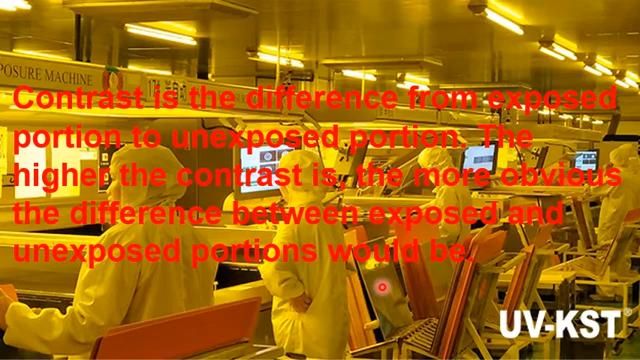 POSURE MACHINE
Contrast is the difference from exposed
portion to unexposed portion. The
higher the contrast is, the more obvious
the difference between exposed and
unexposed portions would be.
UV-KST®